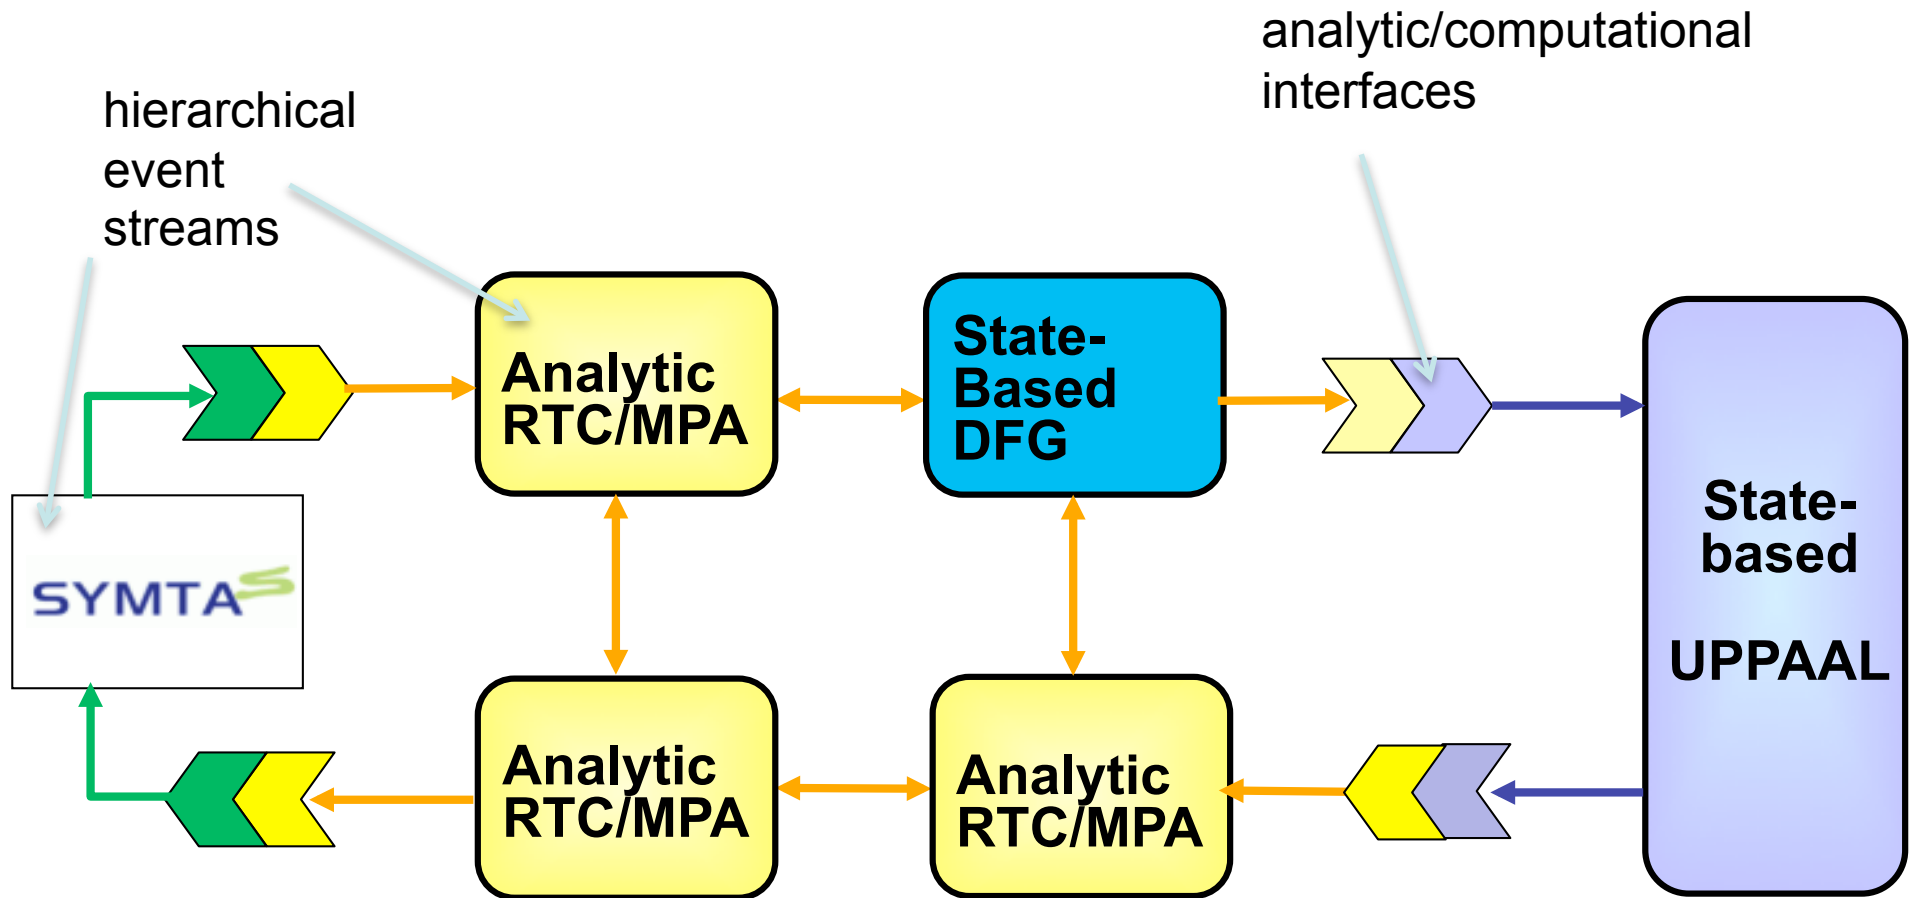 analytic/computational
interfaces
hierarchical
event
streams
Analytic
RTC/MPA
State-
Based
DFG
State-
based
UPPAAL
SYMTA S
Analytic
RTC/MPA
Analytic
RTC/MPA